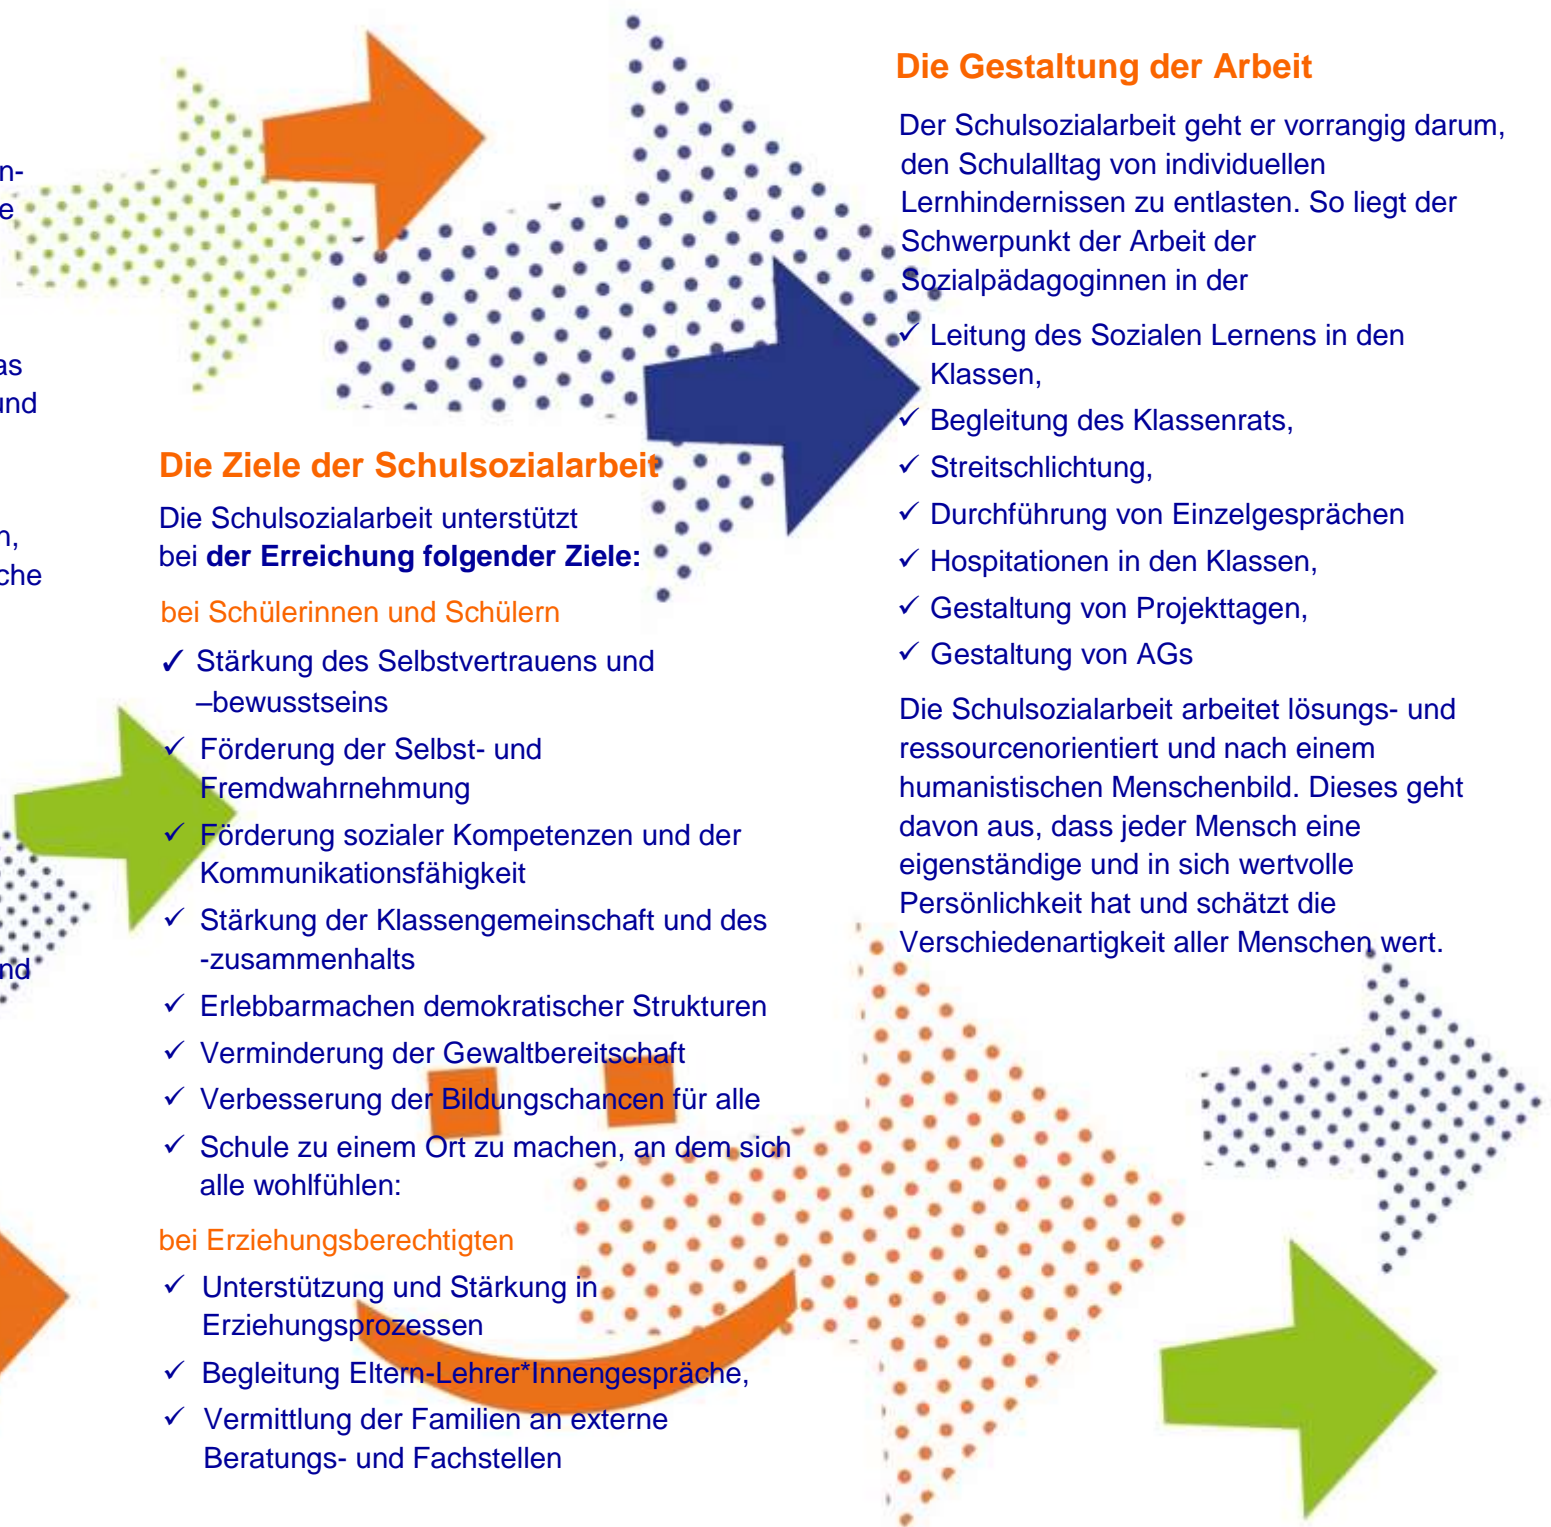 n-
e
as
und
n,
che
nd
Die Ziele der Schulsozialarbeit
Die Schulsozialarbeit unterstützt
bei der Erreichung folgender Ziele:
bei Schülerinnen und Schülern
✓ Stärkung des Selbstvertrauens und
–bewusstseins
✓ Förderung der Selbst- und
Fremdwahrnehmung
✓ Förderung sozialer Kompetenzen und der
Kommunikationsfähigkeit
✓ Stärkung der Klassengemeinschaft und des
-zusammenhalts
✓ Erlebbarmachen demokratischer Strukturen
✓ Verminderung der Gewaltbereitschaft
✓ Verbesserung der Bildungschancen für alle
✓ Schule zu einem Ort zu machen, an dem sich
alle wohlfühlen:
bei Erziehungsberechtigten
✓ Unterstützung und Stärkung in
Erziehungsprozessen
✓ Begleitung Eltern-Lehrer*Innengespräche,
✓ Vermittlung der Familien an externe
Beratungs- und Fachstellen
Die Gestaltung der Arbeit
Der Schulsozialarbeit geht er vorrangig darum,
den Schulalltag von individuellen
Lernhindernissen zu entlasten. So liegt der
Schwerpunkt der Arbeit der
Sozialpädagoginnen in der
✓ Leitung des Sozialen Lernens in den
Klassen,
✓ Begleitung des Klassenrats,
✓ Streitschlichtung,
✓ Durchführung von Einzelgesprächen
✓ Hospitationen in den Klassen,
✓ Gestaltung von Projekttagen,
✓ Gestaltung von AGs
Die Schulsozialarbeit arbeitet lösungs- und
ressourcenorientiert und nach einem
humanistischen Menschenbild. Dieses geht
davon aus, dass jeder Mensch eine
eigenständige und in sich wertvolle
Persönlichkeit hat und schätzt die
Verschiedenartigkeit aller Menschen wert.